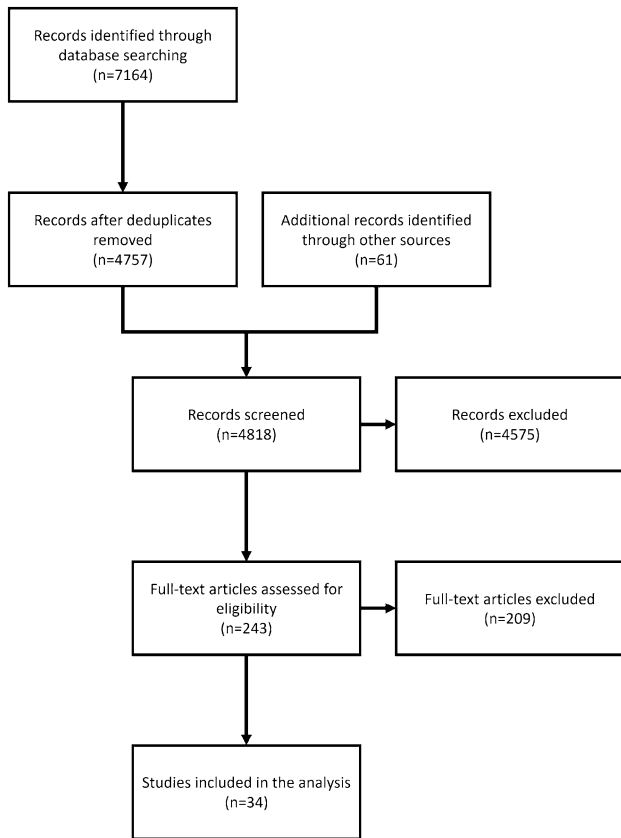 Records identified through
database searching
(n=7164)
Records after deduplicates
removed
(n=4757)
Additional records identified
through other sources
(n=61)
Records screened
(n=4818)
Records excluded
(n=4575)
Full-text articles assessed for
eligibility
(n=243)
Full-text articles excluded
(n=209)
Studies included in the analysis
(n=34)